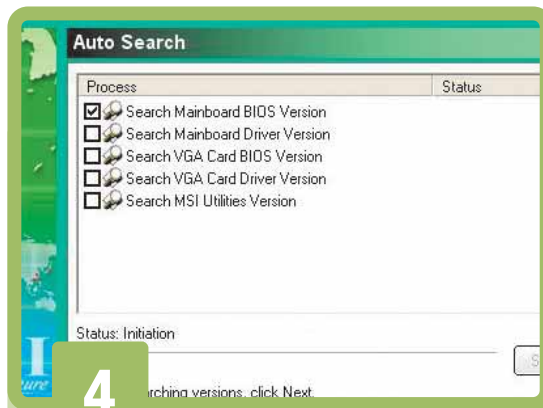 Auto Search
Process Status
Search Mainboard BIOS Version
Search Mainboard Driver Version
Search VGA Card BIOS Version
Search VGA Card Driver Version
Search MSI Utilities Version
Status: Initiation
S
I
ure
4
rching versions, click Next.